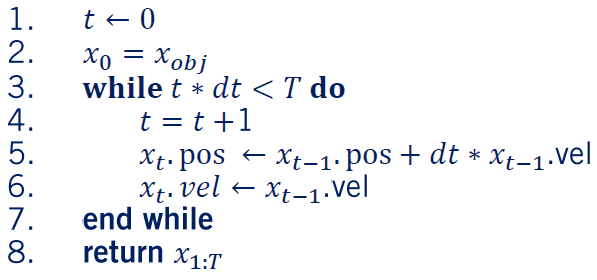 1. t ← 0
2. x₀ = x_obj
3. while t ∗ dt < T do
4. t = t +1
5. x_t.pos ← x_{t−1}.pos + dt ∗ x_{t−1}.vel
6. x_t.vel ← x_{t−1}.vel
7. end while
8. return x_{1:T}